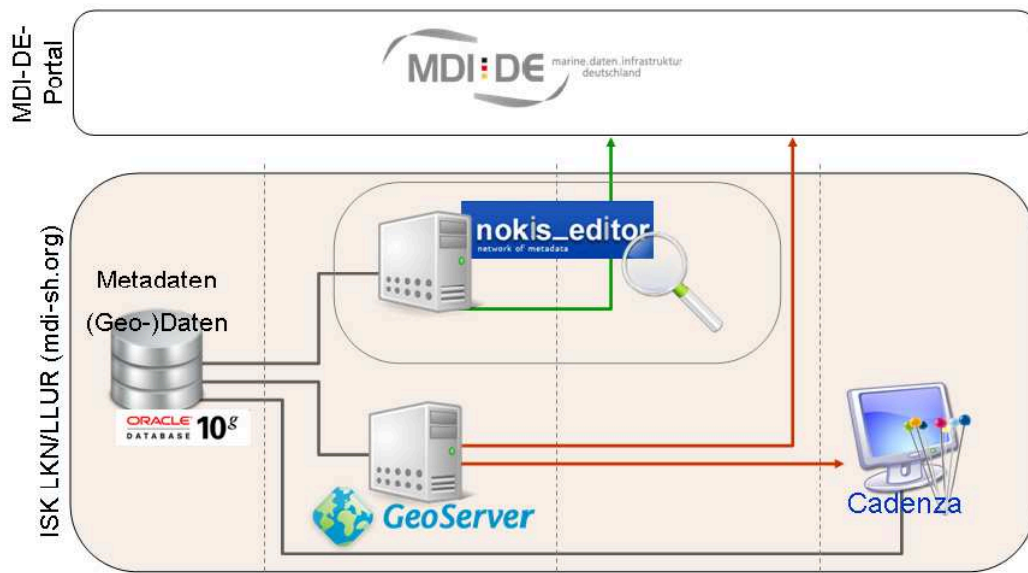 MDI-DE-
Portal
MDI:DE
marine.daten.infrastruktur
deutschland
ISK LKN/LLUR (mdi-sh.org)
nokis_editor
network of metadata
Metadaten
(Geo-)Daten
ORACLE
DATABASE 10g
GeoServer
Cadenza